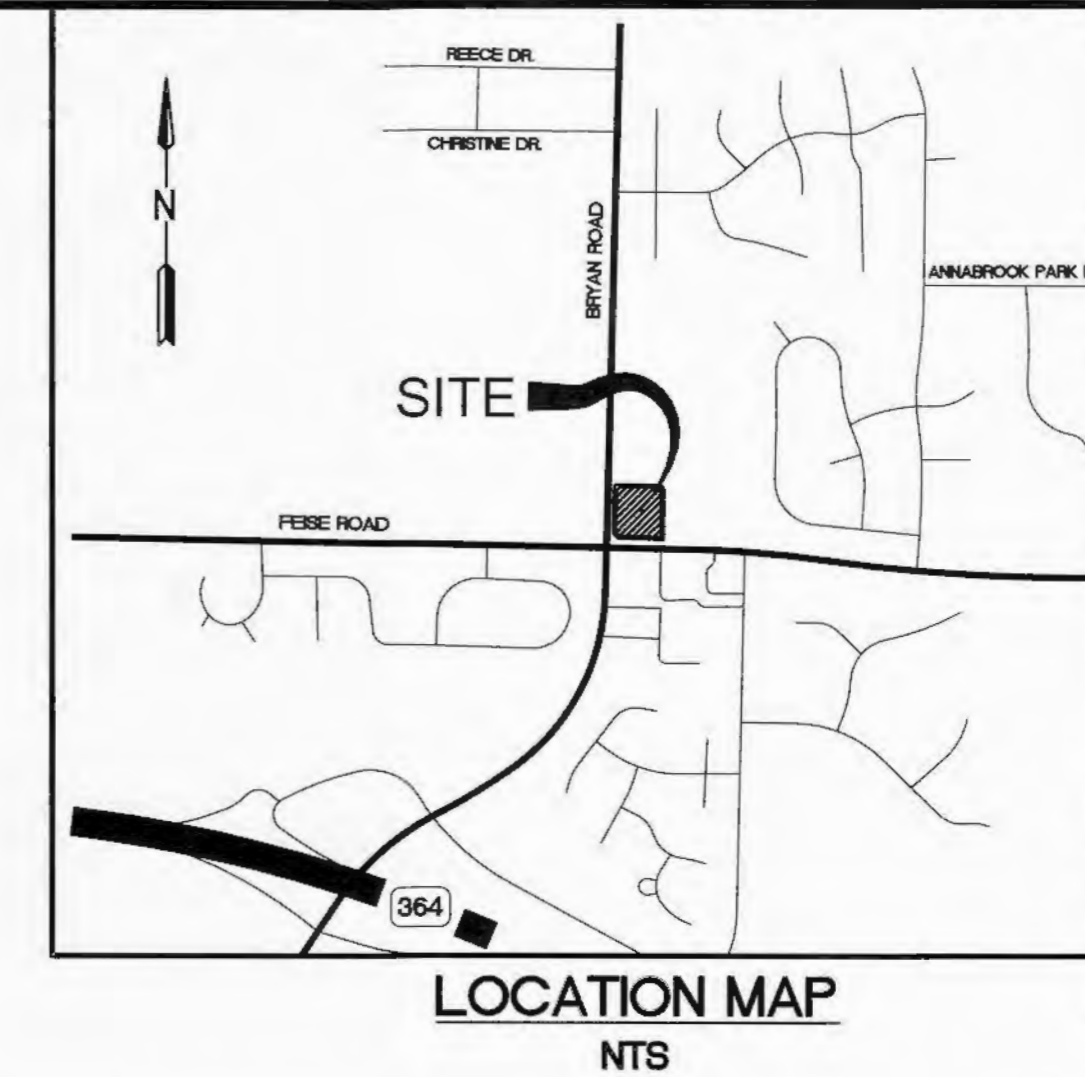 REECE DR.
CHRISTINE DR.
N
BRYAN ROAD
ANNABROOK PARK
SITE
FEISE ROAD
364
LOCATION MAP
NTS